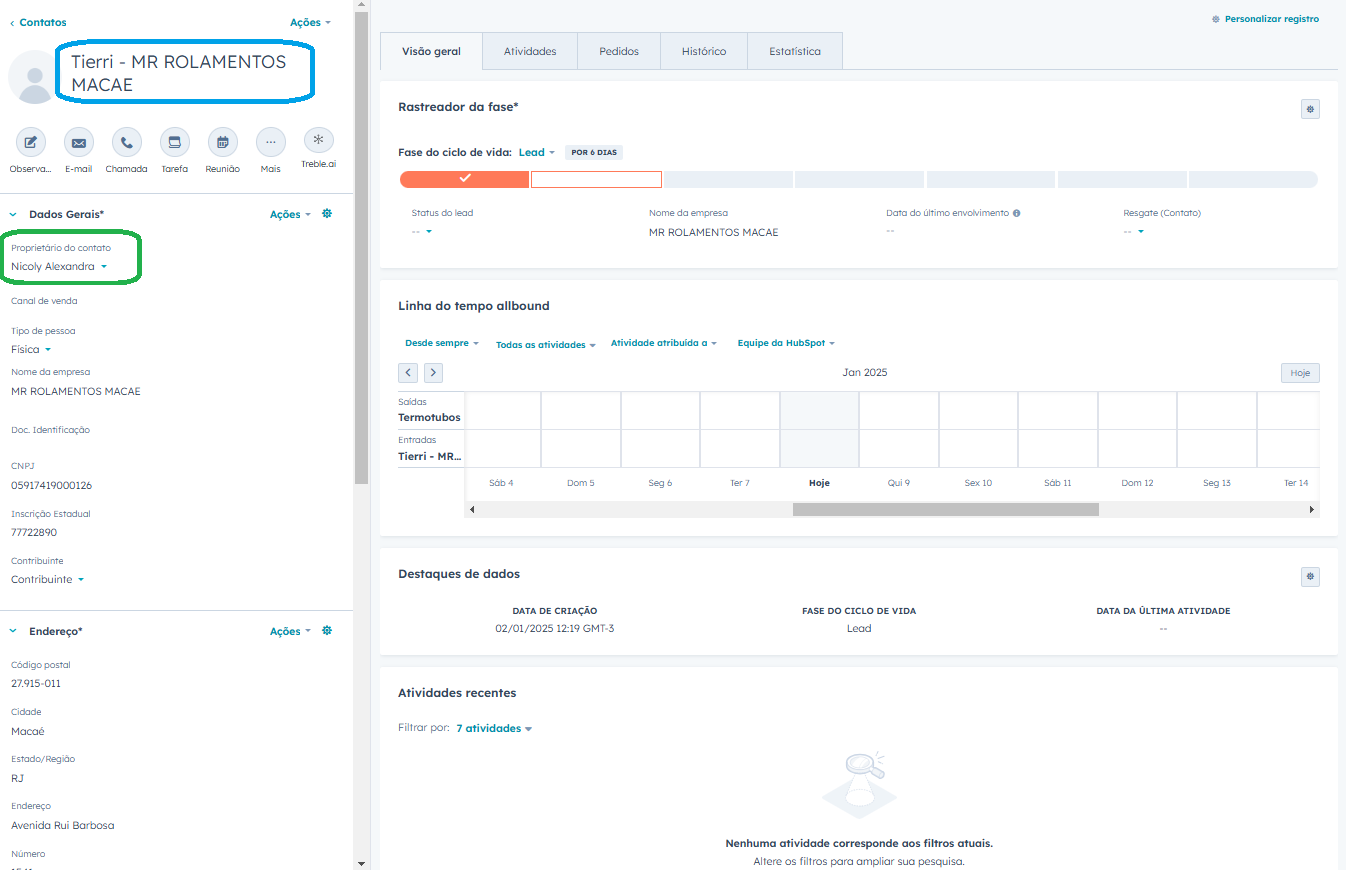 Contatos
Ações
Tierri - MR ROLAMENTOS
MACAE
Observa...
E-mail
Chamada
Tarefa
Reunião
Mais
Treble.ai
Dados Gerais*
Ações
Proprietário do contato
Nicoly Alexandra
Canal de venda
Tipo de pessoa
Física
Nome da empresa
MR ROLAMENTOS MACAE
Doc. Identificação
CNPJ
05917419000126
Inscrição Estadual
77722890
Contribuinte
Contribuinte
Endereço*
Ações
Código postal
27.915-011
Cidade
Macaé
Estado/Região
RJ
Endereço
Avenida Rui Barbosa
Número
Personalizar registro
Visão geral
Atividades
Pedidos
Histórico
Estatística
Rastreador da fase*
Fase do ciclo de vida: Lead POR 6 DIAS
Status do lead
--
Nome da empresa
MR ROLAMENTOS MACAE
Data do último envolvimento
--
Resgate (Contato)
--
Linha do tempo allbound
Desde sempre
Todas as atividades
Atividade atribuída a
Equipe da HubSpot
Jan 2025
Hoje
Saídas
Termotubos
Entradas
Tierri - MR...
Sáb 4
Dom 5
Seg 6
Ter 7
Hoje
Qui 9
Sex 10
Sáb 11
Dom 12
Seg 13
Ter 14
Destaques de dados
DATA DE CRIAÇÃO
02/01/2025 12:19 GMT-3
FASE DO CICLO DE VIDA
Lead
DATA DA ÚLTIMA ATIVIDADE
--
Atividades recentes
Filtrar por: 7 atividades
Nenhuma atividade corresponde aos filtros atuais.
Altere os filtros para ampliar sua pesquisa.